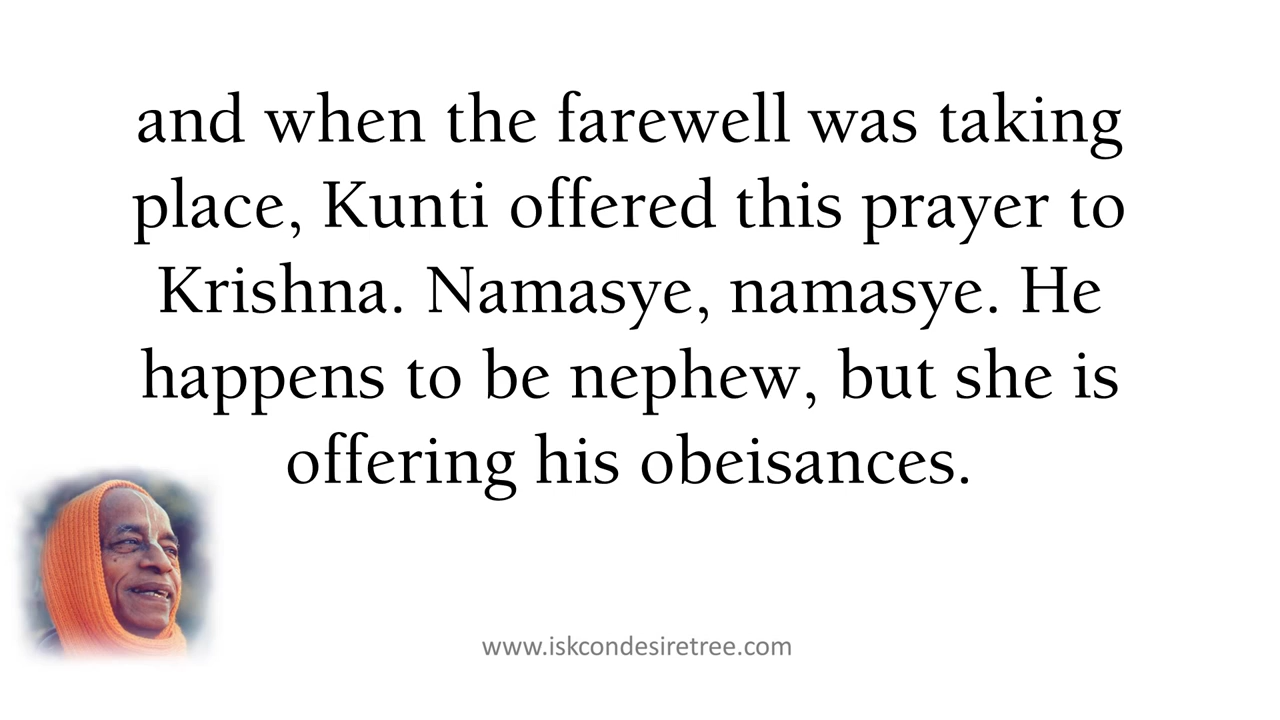 and when the farewell was taking
place, Kunti offered this prayer to
Krishna. Namasye, namasye. He
happens to be nephew, but she is
offering his obeisances.
www.iskcondesiretree.com